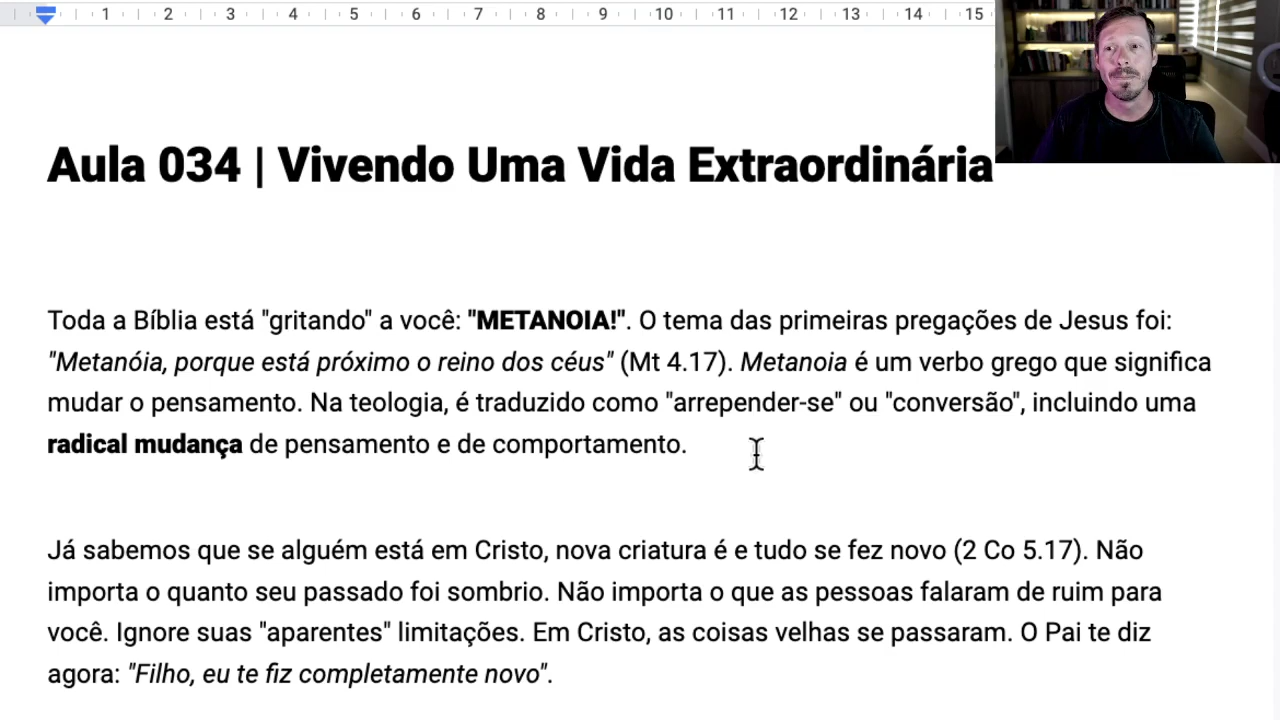 1 2 3 4 5 6 7 8 9 10 11 12 13 14 15
Aula 034 | Vivendo Uma Vida Extraordinária
Toda a Bíblia está "gritando" a você: "METANOIA!". O tema das primeiras pregações de Jesus foi:
"Metanóia, porque está próximo o reino dos céus" (Mt 4.17). Metanoia é um verbo grego que significa
mudar o pensamento. Na teologia, é traduzido como "arrepender-se" ou "conversão", incluindo uma
radical mudança de pensamento e de comportamento.
Já sabemos que se alguém está em Cristo, nova criatura é e tudo se fez novo (2 Co 5.17). Não
importa o quanto seu passado foi sombrio. Não importa o que as pessoas falaram de ruim para
você. Ignore suas "aparentes" limitações. Em Cristo, as coisas velhas se passaram. O Pai te diz
agora: "Filho, eu te fiz completamente novo".